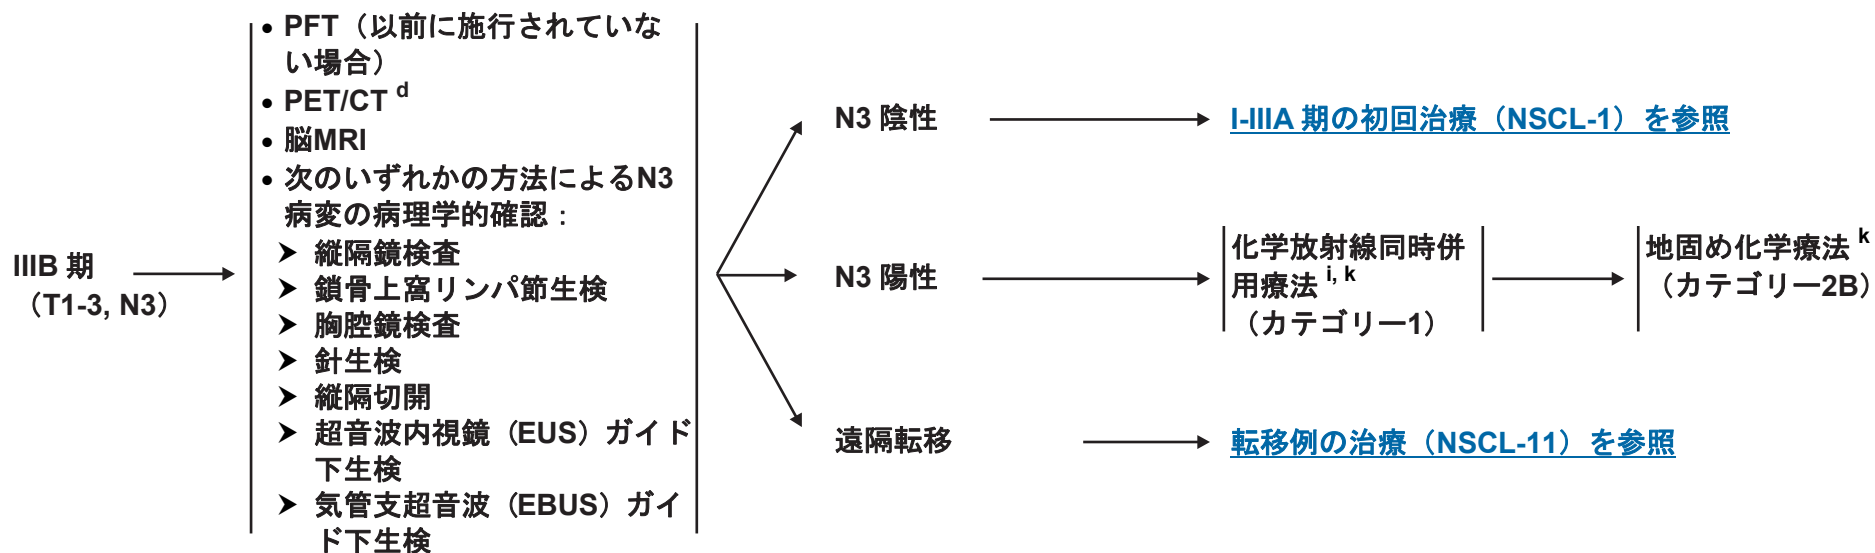 IIIB 期
（T1-3, N3）
• PFT（以前に施行されていな
い場合）
• PET/CT d
• 脳MRI
• 次のいずれかの方法によるN3
病変の病理学的確認：
➤ 縦隔鏡検査
➤ 鎖骨上窩リンパ節生検
➤ 胸腔鏡検査
➤ 針生検
➤ 縦隔切開
➤ 超音波内視鏡（EUS）ガイド
下生検
➤ 気管支超音波（EBUS）ガイ
ド下生検
N3 陰性
I-IIIA 期の初回治療（NSCL-1）を参照
N3 陽性
化学放射線同時併
用療法 i, k
（カテゴリー1）
地固め化学療法 k
（カテゴリー2B）
遠隔転移
転移例の治療（NSCL-11）を参照